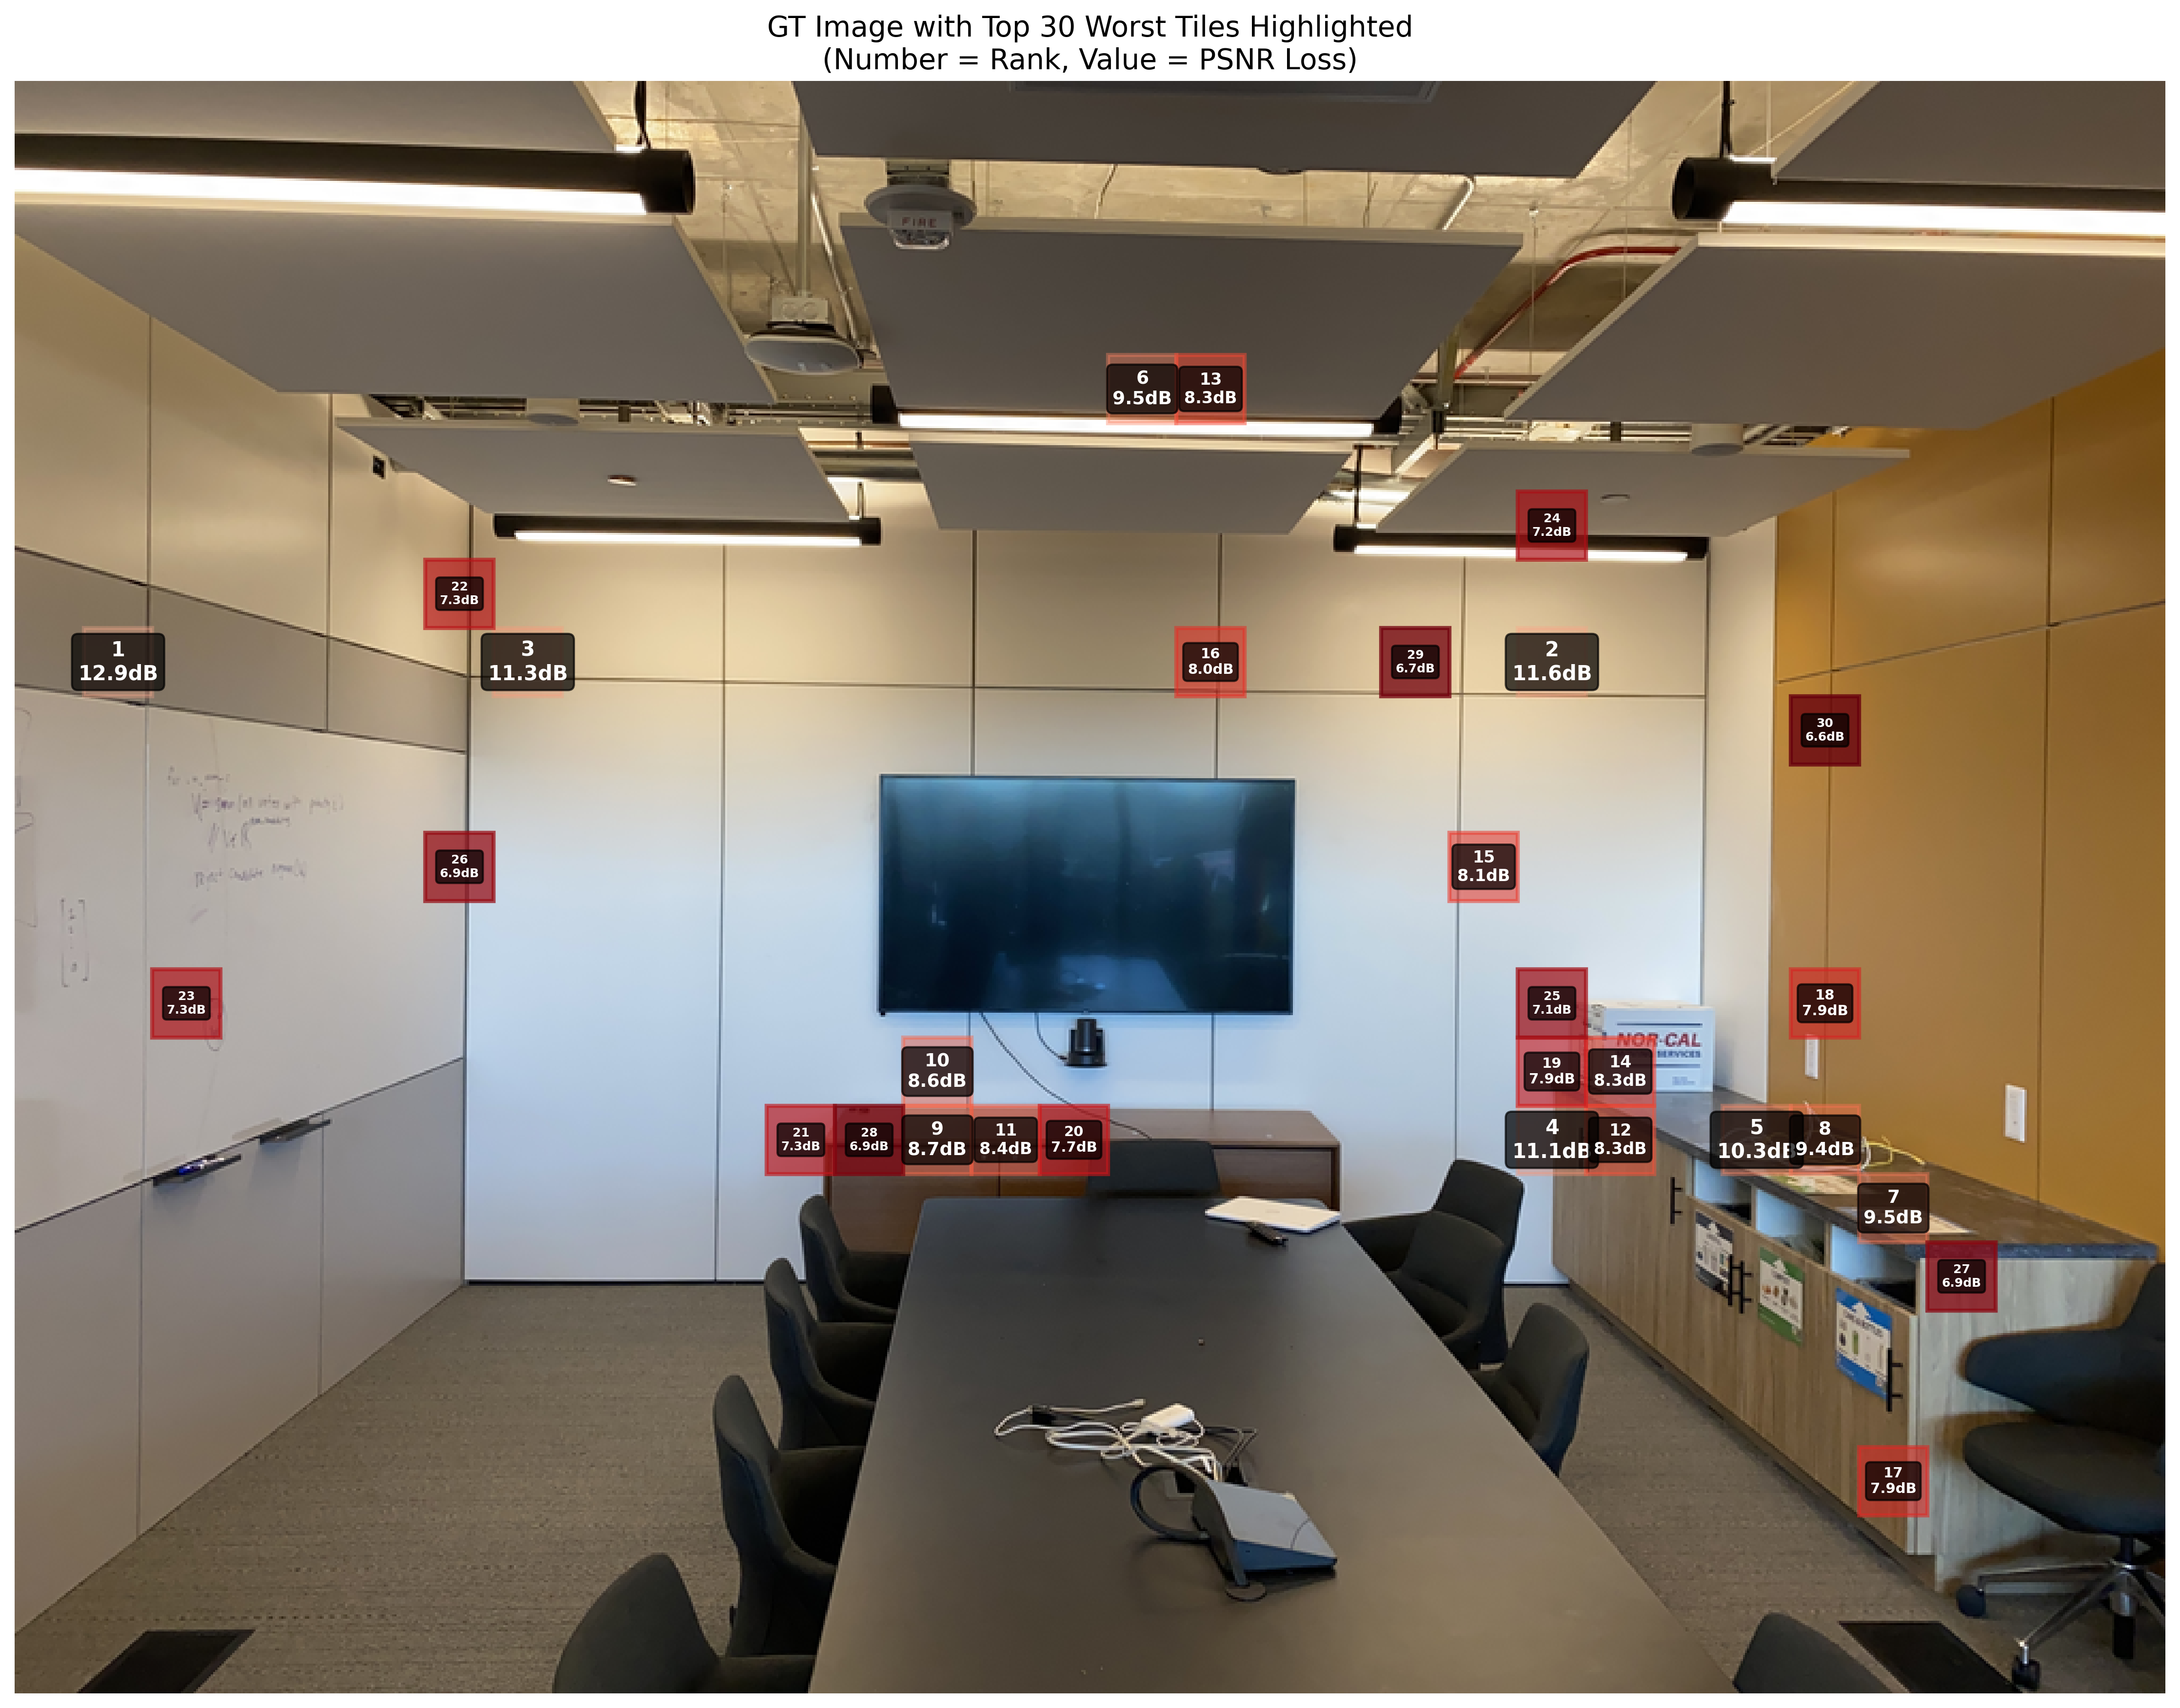 GT Image with Top 30 Worst Tiles Highlighted
(Number = Rank, Value = PSNR Loss)
FIRE
6
9.5dB
13
8.3dB
24
7.2dB
22
7.3dB
1
12.9dB
3
11.3dB
16
8.0dB
29
6.7dB
2
11.6dB
30
6.6dB
26
6.9dB
15
8.1dB
23
7.3dB
25
7.1dB
18
7.9dB
NOR-CAL
SERVICES
10
8.6dB
19
7.9dB
14
8.3dB
21
7.3dB
28
6.9dB
9
8.7dB
11
8.4dB
20
7.7dB
4
11.1dB
12
8.3dB
5
10.3dB
8
9.4dB
7
9.5dB
27
6.9dB
17
7.9dB